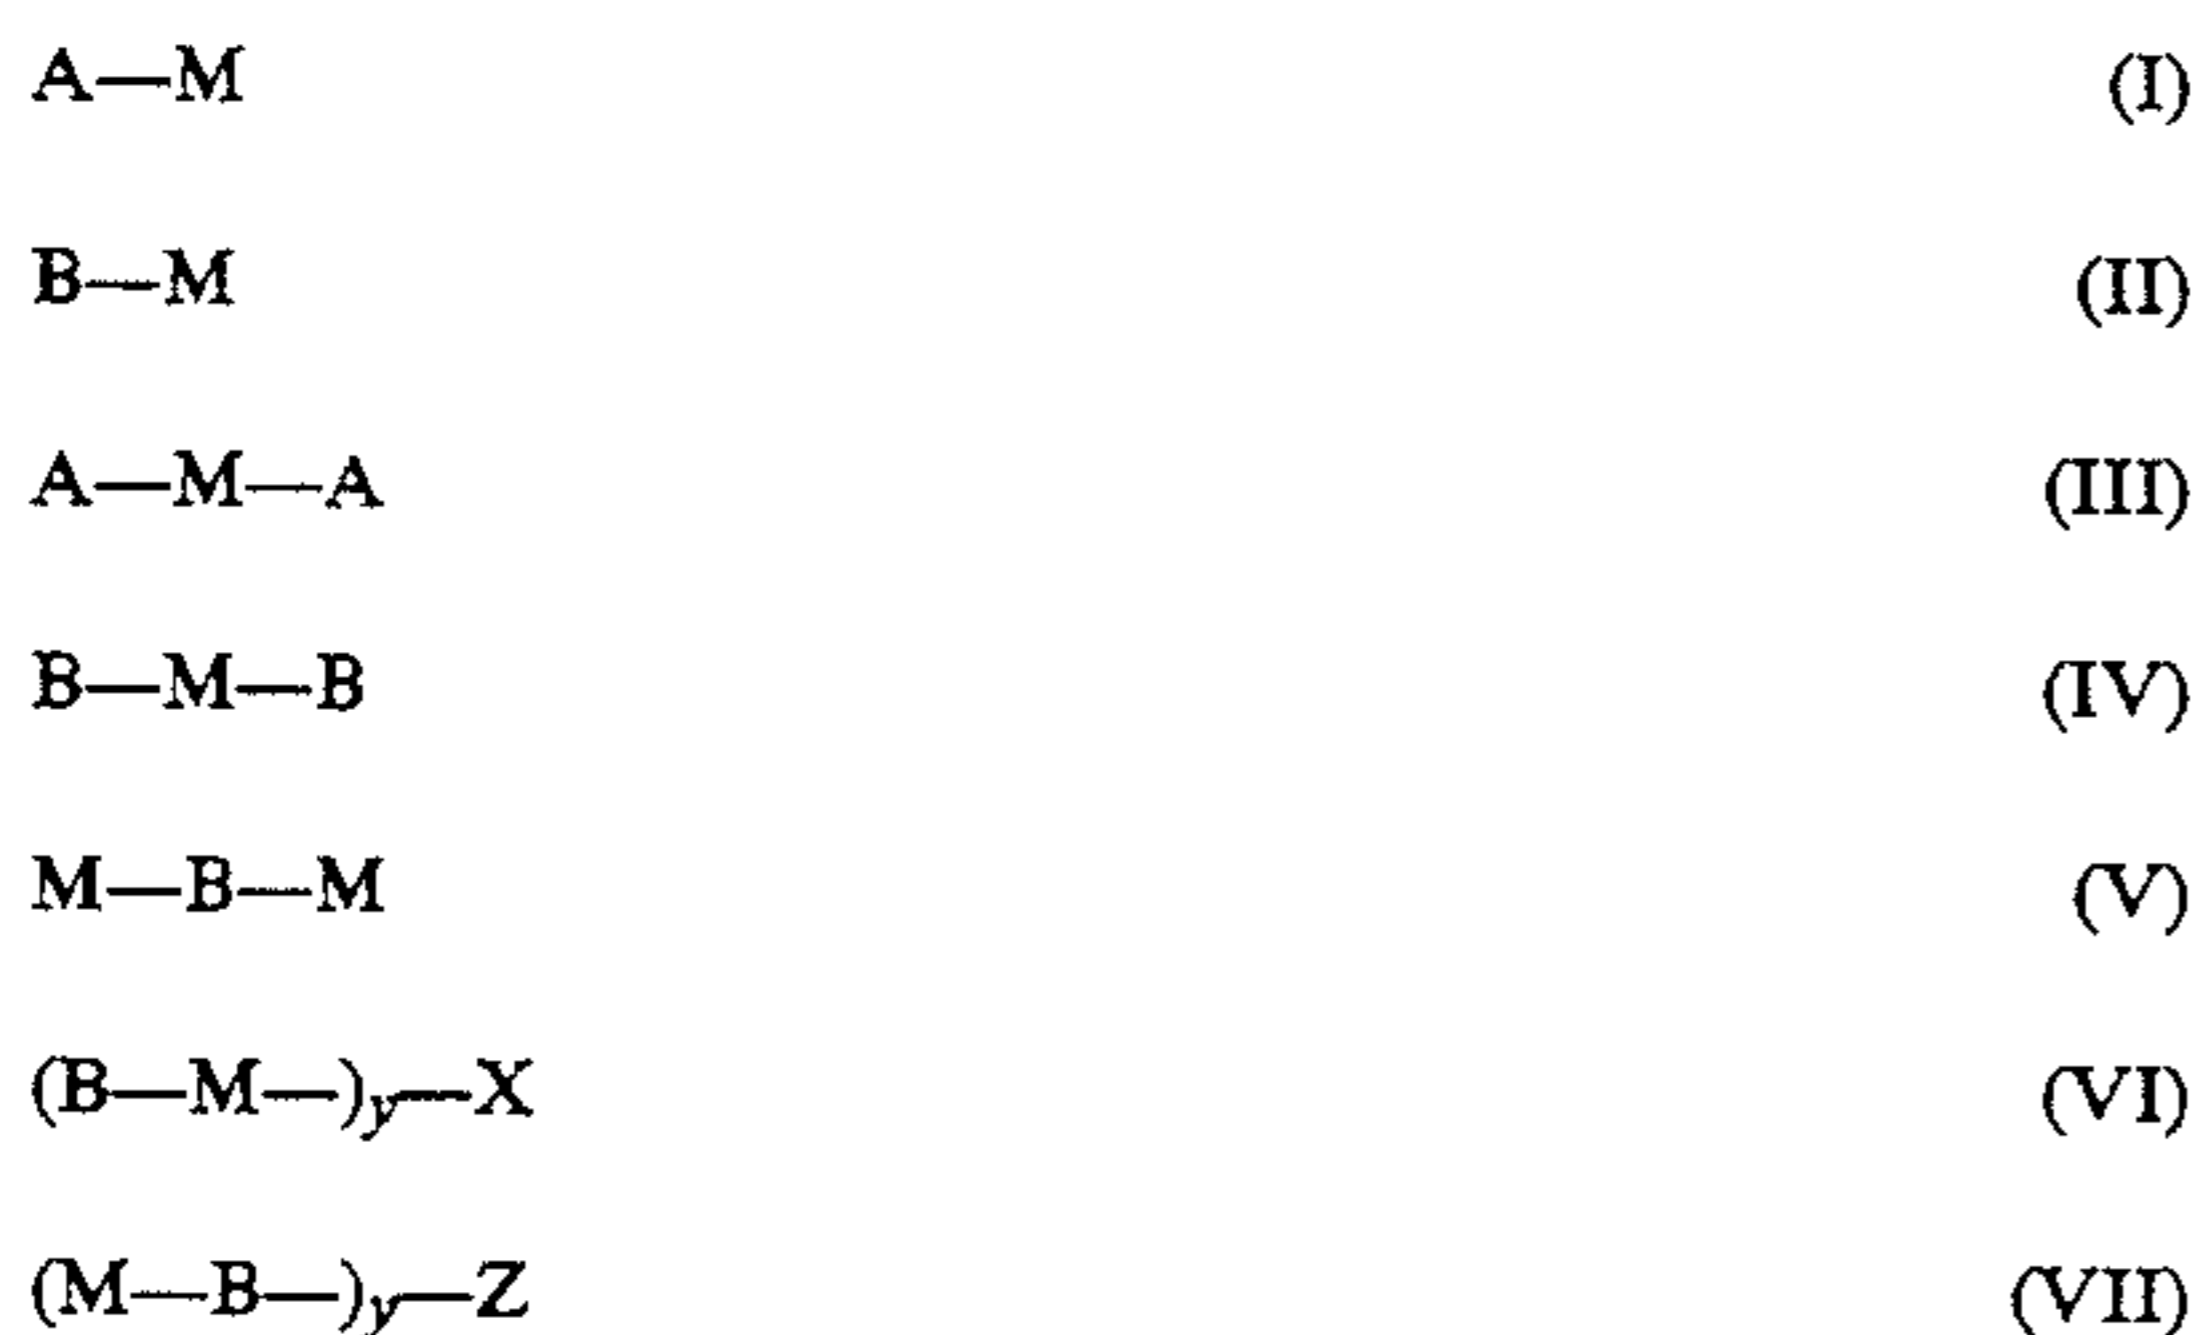 A—M (I)
B—M (II)
A—M—A (III)
B—M—B (IV)
M—B—M (V)
(B—M—)y—X (VI)
(M—B—)y—Z (VII)